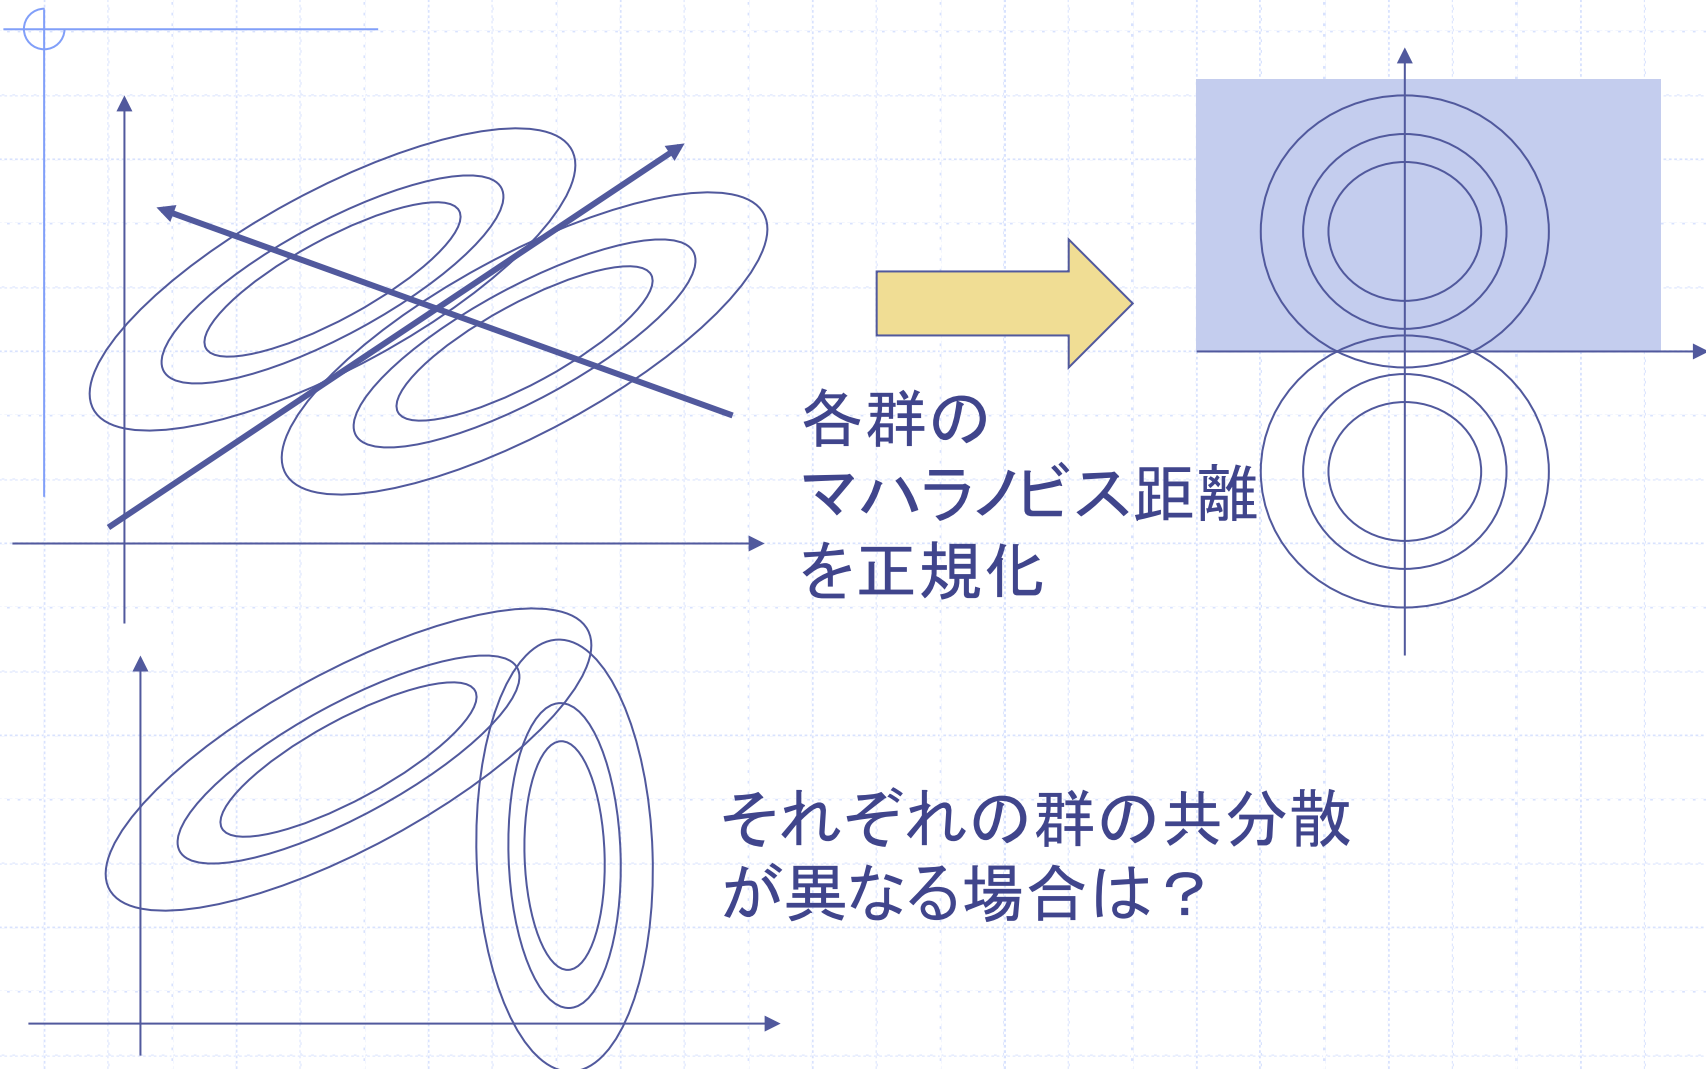 各群の
マハラノビス距離
を正規化
それぞれの群の共分散
が異なる場合は？